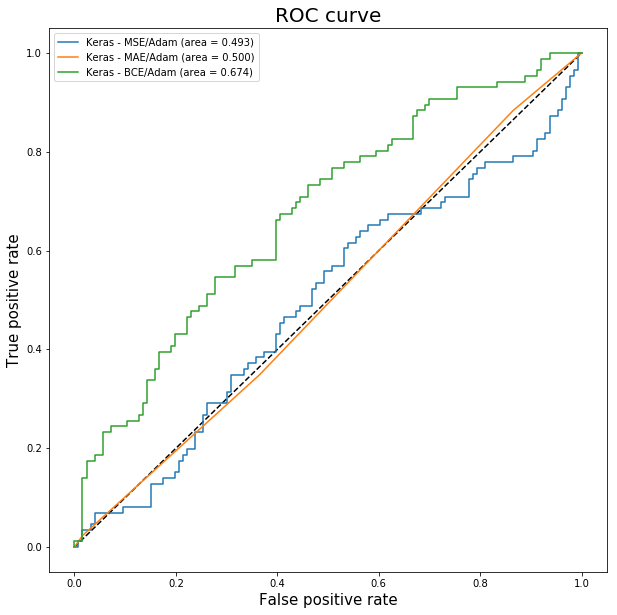 ROC curve
Keras - MSE/Adam (area = 0.493)
Keras - MAE/Adam (area = 0.500)
Keras - BCE/Adam (area = 0.674)
True positive rate
1.0
0.8
0.6
0.4
0.2
0.0
0.0 0.2 0.4 0.6 0.8 1.0
False positive rate